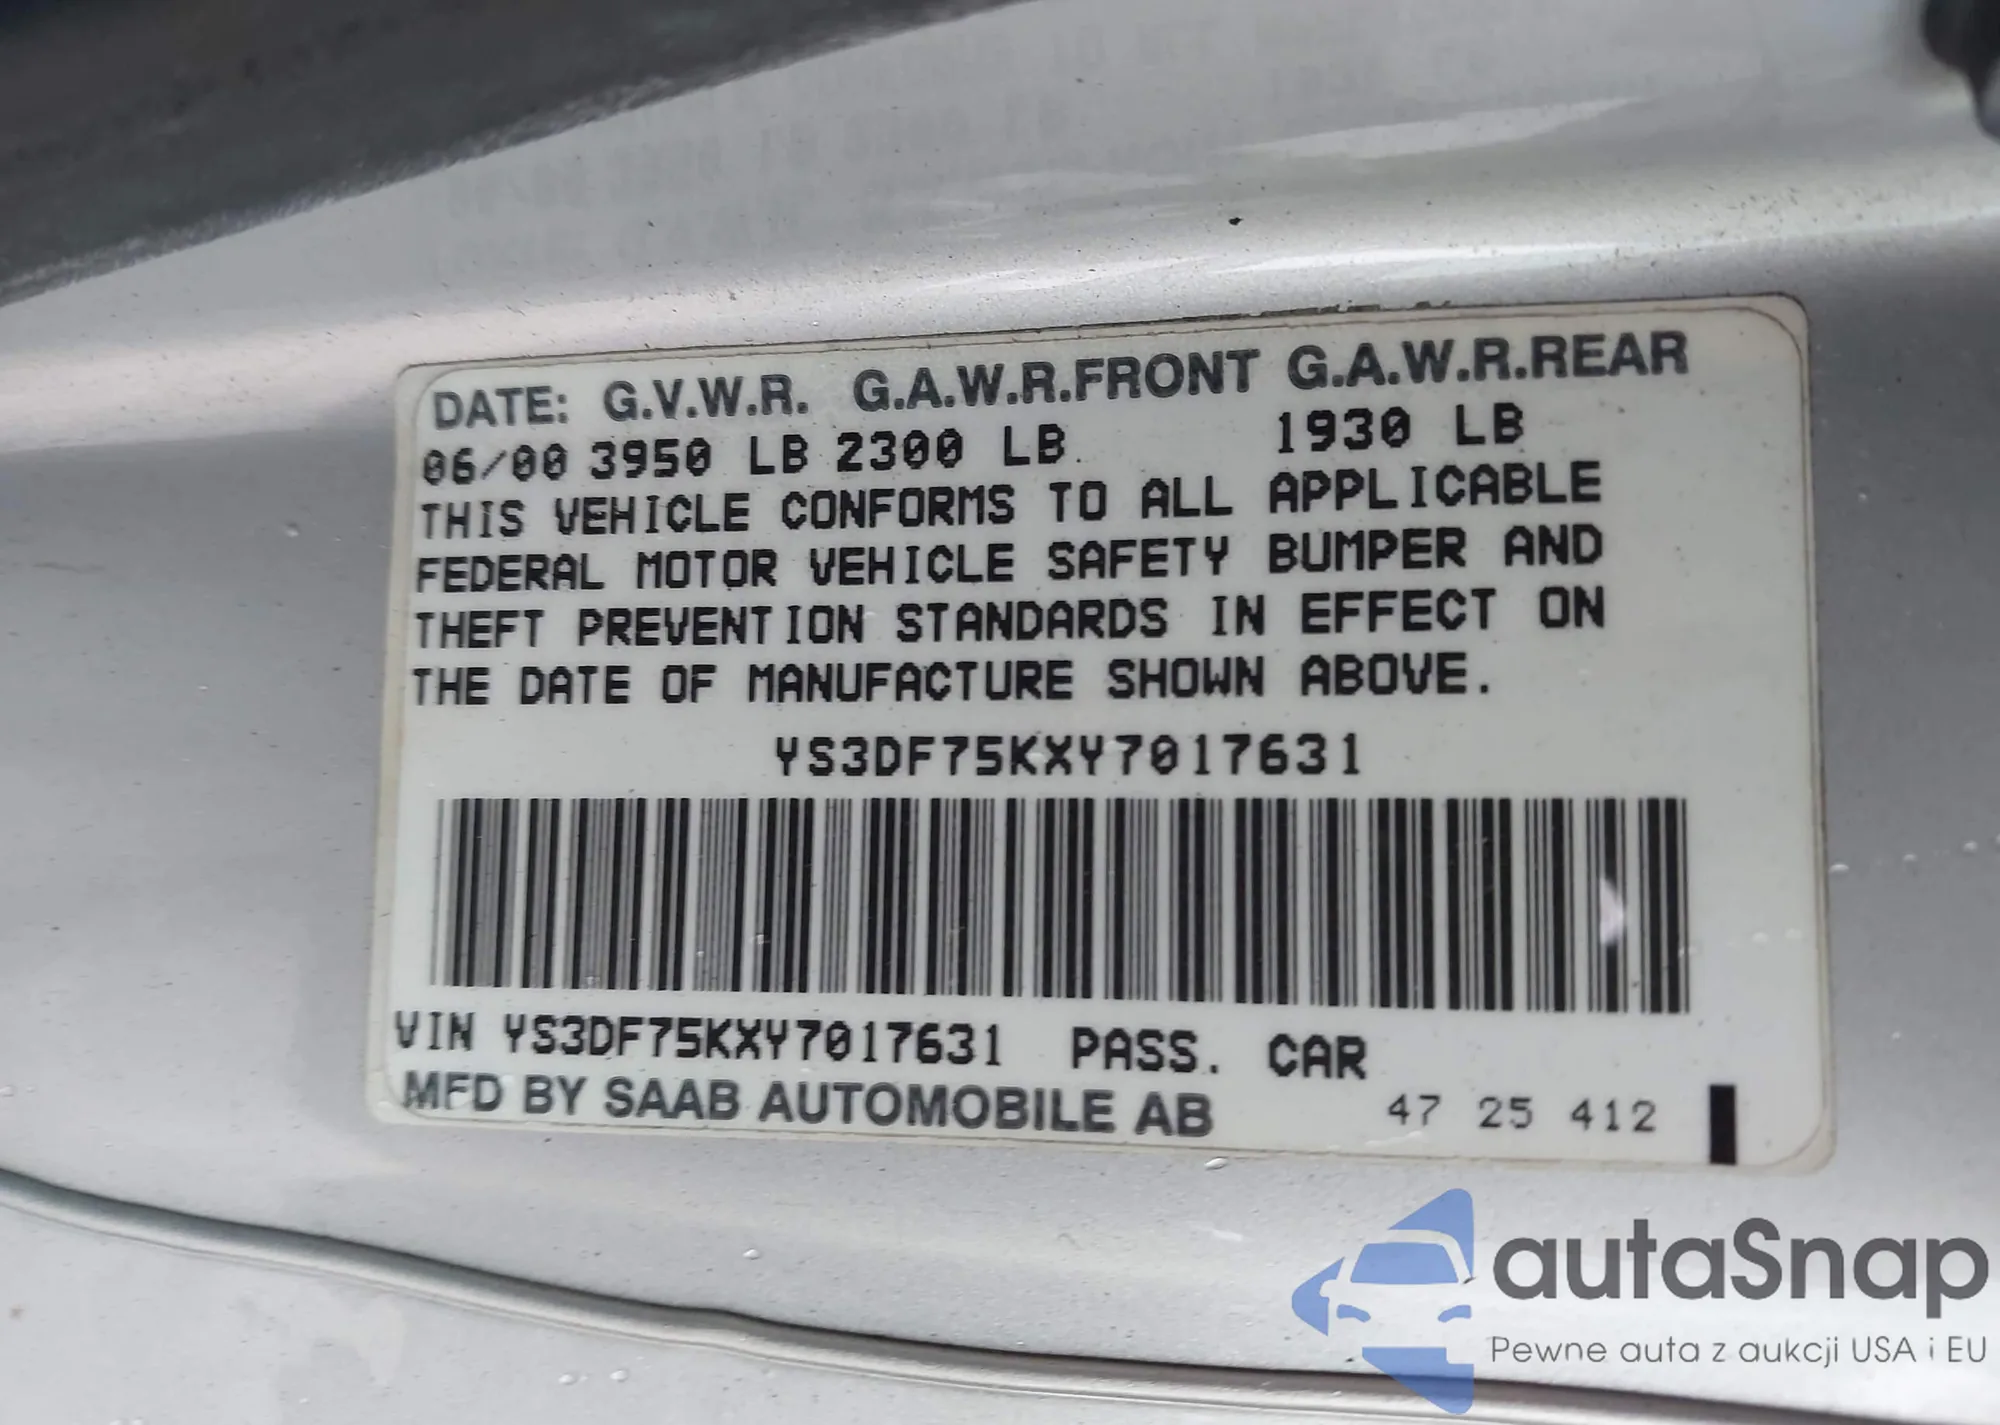 DATE: G.V.W.R. G.A.W.R.FRONT G.A.W.R.REAR
06/00 3950 LB 2300 LB 1930 LB
THIS VEHICLE CONFORMS TO ALL APPLICABLE
FEDERAL MOTOR VEHICLE SAFETY BUMPER AND
THEFT PREVENTION STANDARDS IN EFFECT ON
THE DATE OF MANUFACTURE SHOWN ABOVE.
YS3DF75KXY7017631
VIN YS3DF75KXY7017631 PASS. CAR
MFD BY SAAB AUTOMOBILE AB 47 25 412
autaSnap
Pewne auta z aukcji USA i EU